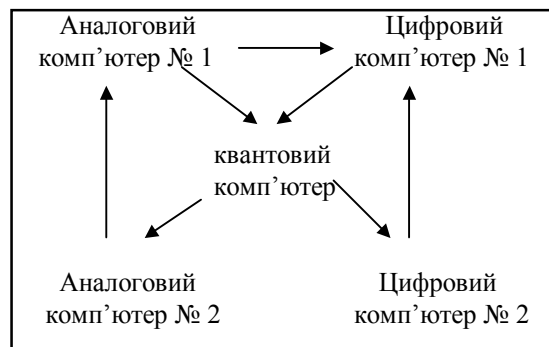 Аналоговий
комп’ютер № 1
Цифровий
комп’ютер № 1
квантовий
комп’ютер
Аналоговий
комп’ютер № 2
Цифровий
комп’ютер № 2